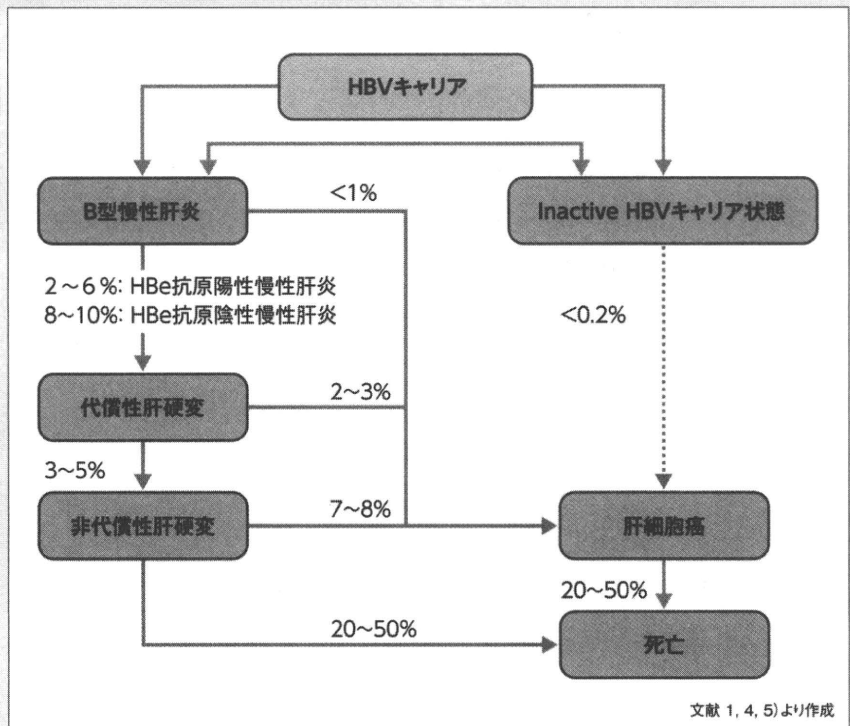 HBVキャリア
B型慢性肝炎
<1%
Inactive HBVキャリア状態
2～6%: HBe抗原陽性慢性肝炎
8～10%: HBe抗原陰性慢性肝炎
<0.2%
代償性肝硬変
2～3%
3～5%
非代償性肝硬変
7～8%
肝細胞癌
20～50%
20～50%
死亡
文献 1, 4, 5)より作成